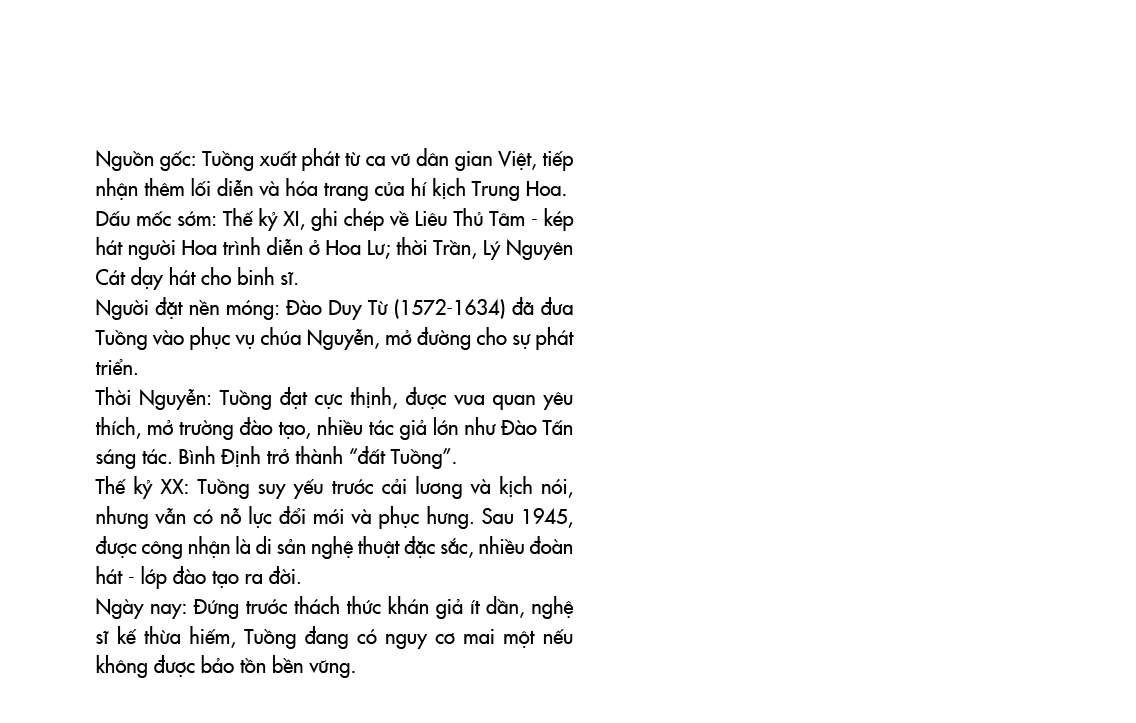 Nguồn gốc: Tuồng xuất phát từ ca vũ dân gian Việt, tiếp
nhận thêm lối diễn và hóa trang của hí kịch Trung Hoa.
Dấu mốc sớm: Thế kỷ XI, ghi chép về Liêu Thủ Tâm - kép
hát người Hoa trình diễn ở Hoa Lư; thời Trần, Lý Nguyên
Cát dạy hát cho binh sĩ.
Người đặt nền móng: Đào Duy Từ (1572-1634) đã đưa
Tuồng vào phục vụ chúa Nguyễn, mở đường cho sự phát
triển.
Thời Nguyễn: Tuồng đạt cực thịnh, được vua quan yêu
thích, mở trường đào tạo, nhiều tác giả lớn như Đào Tấn
sáng tác. Bình Định trở thành “đất Tuồng”.
Thế kỷ XX: Tuồng suy yếu trước cải lương và kịch nói,
nhưng vẫn có nỗ lực đổi mới và phục hưng. Sau 1945,
được công nhận là di sản nghệ thuật đặc sắc, nhiều đoàn
hát - lớp đào tạo ra đời.
Ngày nay: Đứng trước thách thức khán giả ít dần, nghệ
sĩ kế thừa hiếm, Tuồng đang có nguy cơ mai một nếu
không được bảo tồn bền vững.